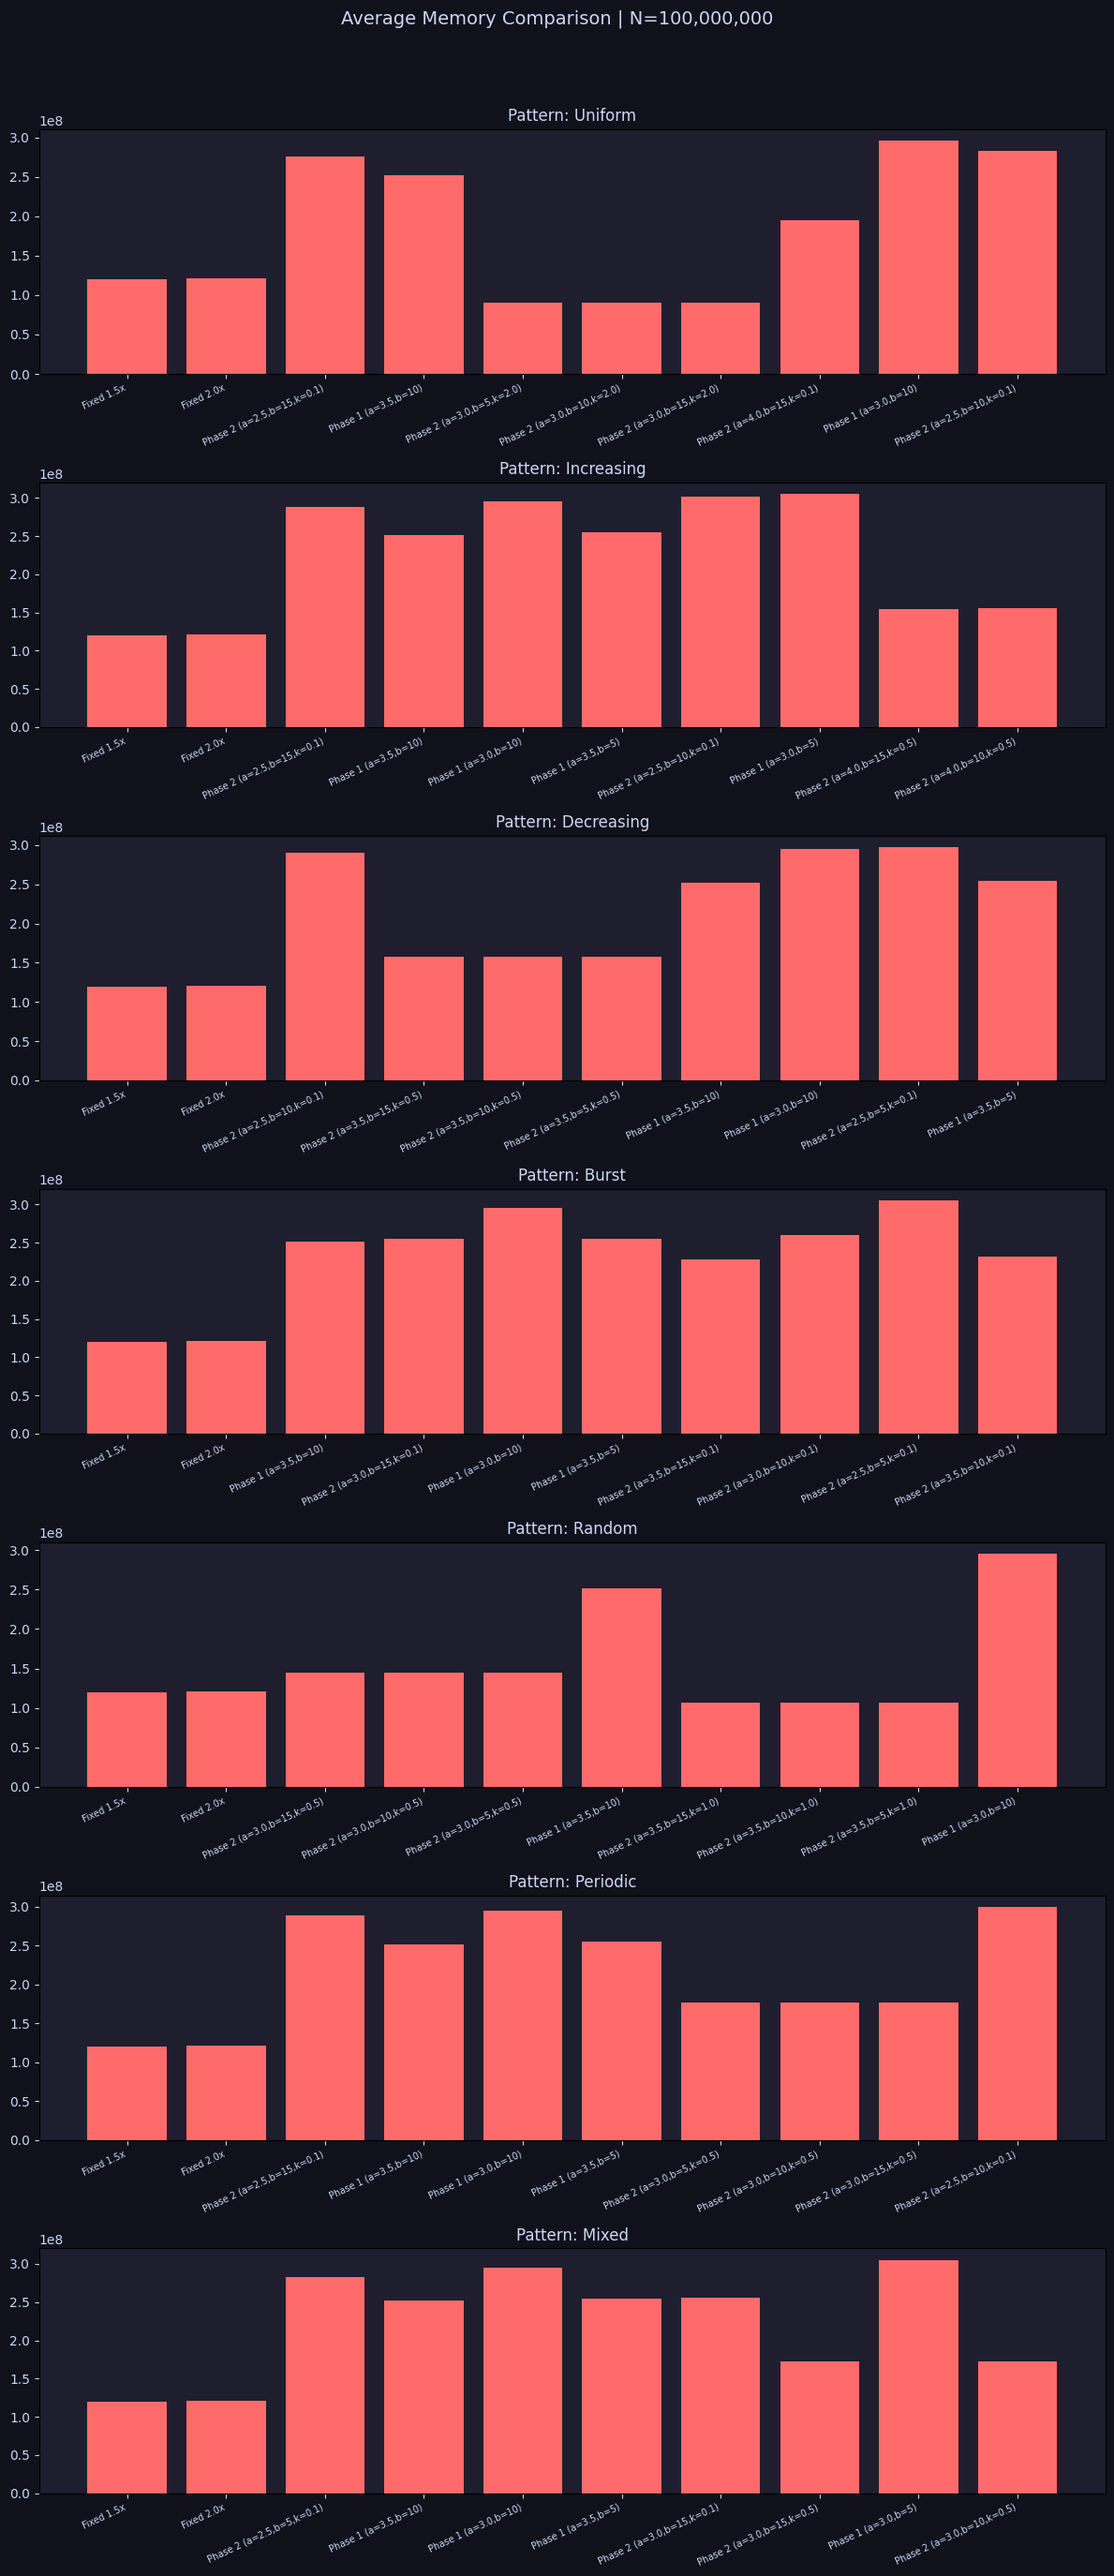 Average Memory Comparison | N=100,000,000
Pattern: Uniform
1e8
3.0
2.5
2.0
1.5
1.0
0.5
0.0
Fixed 1.5x
Fixed 2.0x
Phase 2 (a=2.5,b=15,k=0.1)
Phase 1 (a=3.5,b=10)
Phase 2 (a=3.0,b=5,k=2.0)
Phase 2 (a=3.0,b=10,k=2.0)
Phase 2 (a=3.0,b=15,k=2.0)
Phase 2 (a=4.0,b=15,k=0.1)
Phase 1 (a=3.0,b=10)
Phase 2 (a=2.5,b=10,k=0.1)
Pattern: Increasing
1e8
3.0
2.5
2.0
1.5
1.0
0.5
0.0
Fixed 1.5x
Fixed 2.0x
Phase 2 (a=2.5,b=15,k=0.1)
Phase 1 (a=3.5,b=10)
Phase 1 (a=3.0,b=10)
Phase 1 (a=3.5,b=5)
Phase 2 (a=2.5,b=10,k=0.1)
Phase 1 (a=3.0,b=5)
Phase 2 (a=4.0,b=15,k=0.5)
Phase 2 (a=4.0,b=10,k=0.5)
Pattern: Decreasing
1e8
3.0
2.5
2.0
1.5
1.0
0.5
0.0
Fixed 1.5x
Fixed 2.0x
Phase 2 (a=2.5,b=10,k=0.1)
Phase 2 (a=3.5,b=15,k=0.5)
Phase 2 (a=3.5,b=10,k=0.5)
Phase 2 (a=3.5,b=5,k=0.5)
Phase 1 (a=3.5,b=10)
Phase 1 (a=3.0,b=10)
Phase 2 (a=2.5,b=5,k=0.1)
Phase 1 (a=3.5,b=5)
Pattern: Burst
1e8
3.0
2.5
2.0
1.5
1.0
0.5
0.0
Fixed 1.5x
Fixed 2.0x
Phase 1 (a=3.5,b=10)
Phase 2 (a=3.0,b=15,k=0.1)
Phase 1 (a=3.0,b=10)
Phase 1 (a=3.5,b=5)
Phase 2 (a=3.5,b=15,k=0.1)
Phase 2 (a=3.0,b=10,k=0.1)
Phase 2 (a=2.5,b=5,k=0.1)
Phase 2 (a=3.5,b=10,k=0.1)
Pattern: Random
1e8
3.0
2.5
2.0
1.5
1.0
0.5
0.0
Fixed 1.5x
Fixed 2.0x
Phase 2 (a=3.0,b=15,k=0.5)
Phase 2 (a=3.0,b=10,k=0.5)
Phase 2 (a=3.0,b=5,k=0.5)
Phase 1 (a=3.5,b=10)
Phase 2 (a=3.5,b=15,k=1.0)
Phase 2 (a=3.5,b=10,k=1.0)
Phase 2 (a=3.5,b=5,k=1.0)
Phase 1 (a=3.0,b=10)
Pattern: Periodic
1e8
3.0
2.5
2.0
1.5
1.0
0.5
0.0
Fixed 1.5x
Fixed 2.0x
Phase 2 (a=2.5,b=15,k=0.1)
Phase 1 (a=3.5,b=10)
Phase 1 (a=3.0,b=10)
Phase 1 (a=3.5,b=5)
Phase 2 (a=3.0,b=5,k=0.5)
Phase 2 (a=3.0,b=10,k=0.5)
Phase 2 (a=3.0,b=15,k=0.5)
Phase 2 (a=2.5,b=10,k=0.1)
Pattern: Mixed
1e8
3.0
2.5
2.0
1.5
1.0
0.5
0.0
Fixed 1.5x
Fixed 2.0x
Phase 2 (a=2.5,b=5,k=0.1)
Phase 1 (a=3.5,b=10)
Phase 1 (a=3.0,b=10)
Phase 1 (a=3.5,b=5)
Phase 2 (a=3.0,b=15,k=0.1)
Phase 2 (a=3.0,b=15,k=0.5)
Phase 1 (a=3.0,b=5)
Phase 2 (a=3.0,b=10,k=0.5)